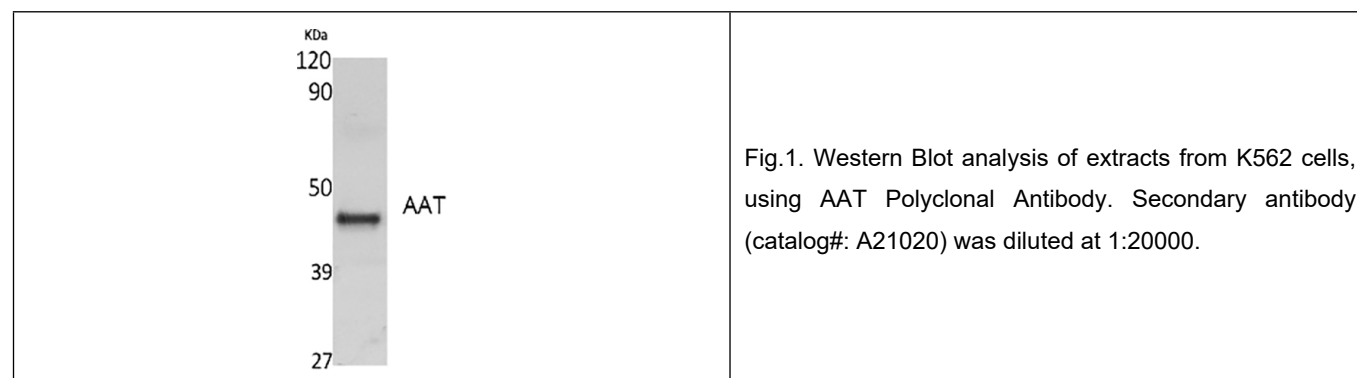 KDa
120
90
50
AAT
39
27
Fig.1. Western Blot analysis of extracts from K562 cells,
using AAT Polyclonal Antibody. Secondary antibody
(catalog#: A21020) was diluted at 1:20000.